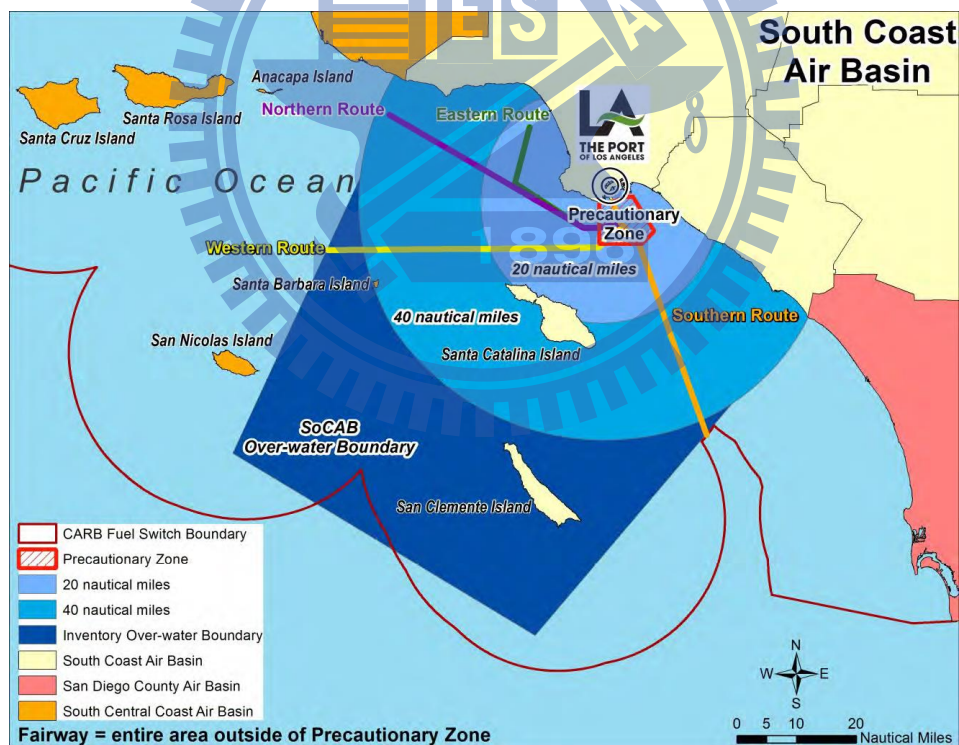 South Coast
Air Basin
Anacapa Island
Northern Route
Eastern Route
Santa Rosa Island
Santa Cruz Island
LA
THE PORT
OF LOS ANGELES
Pacific Ocean
Precautionary
Zone
Western Route
1896
20 nautical miles
Santa Barbara Island
40 nautical miles
Southern Route
San Nicolas Island
Santa Catalina Island
SoCAB
Over-water Boundary
San Clemente Island
CARB Fuel Switch Boundary
Precautionary Zone
20 nautical miles
40 nautical miles
Inventory Over-water Boundary
South Coast Air Basin
San Diego County Air Basin
South Central Coast Air Basin
Fairway = entire area outside of Precautionary Zone
N
W E
S
0 5 10 20
Nautical Miles